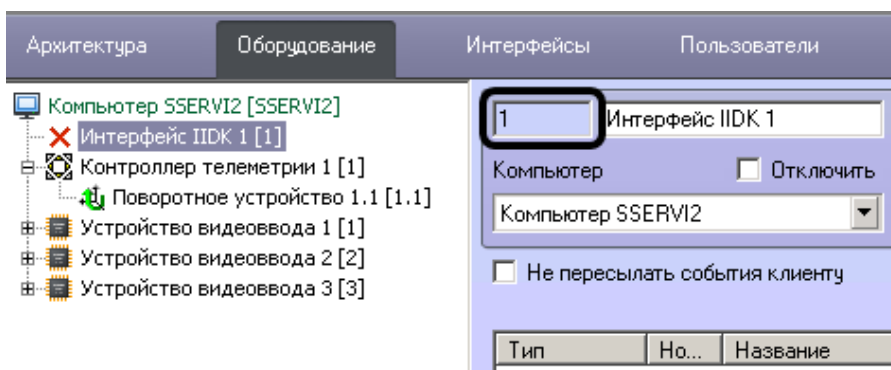 Архитектура Оборудование Интерфейсы Пользователи
Компьютер SSERVI2 [SSERVI2]
Интерфейс IIDK 1 [1]
Контроллер телеметрии 1 [1]
Поворотное устройство 1.1 [1.1]
Устройство видеоввода 1 [1]
Устройство видеоввода 2 [2]
Устройство видеоввода 3 [3]
1 Интерфейс IIDK 1
Компьютер Отключить
Компьютер SSERVI2
Не пересылать события клиенту
Тип Но... Название